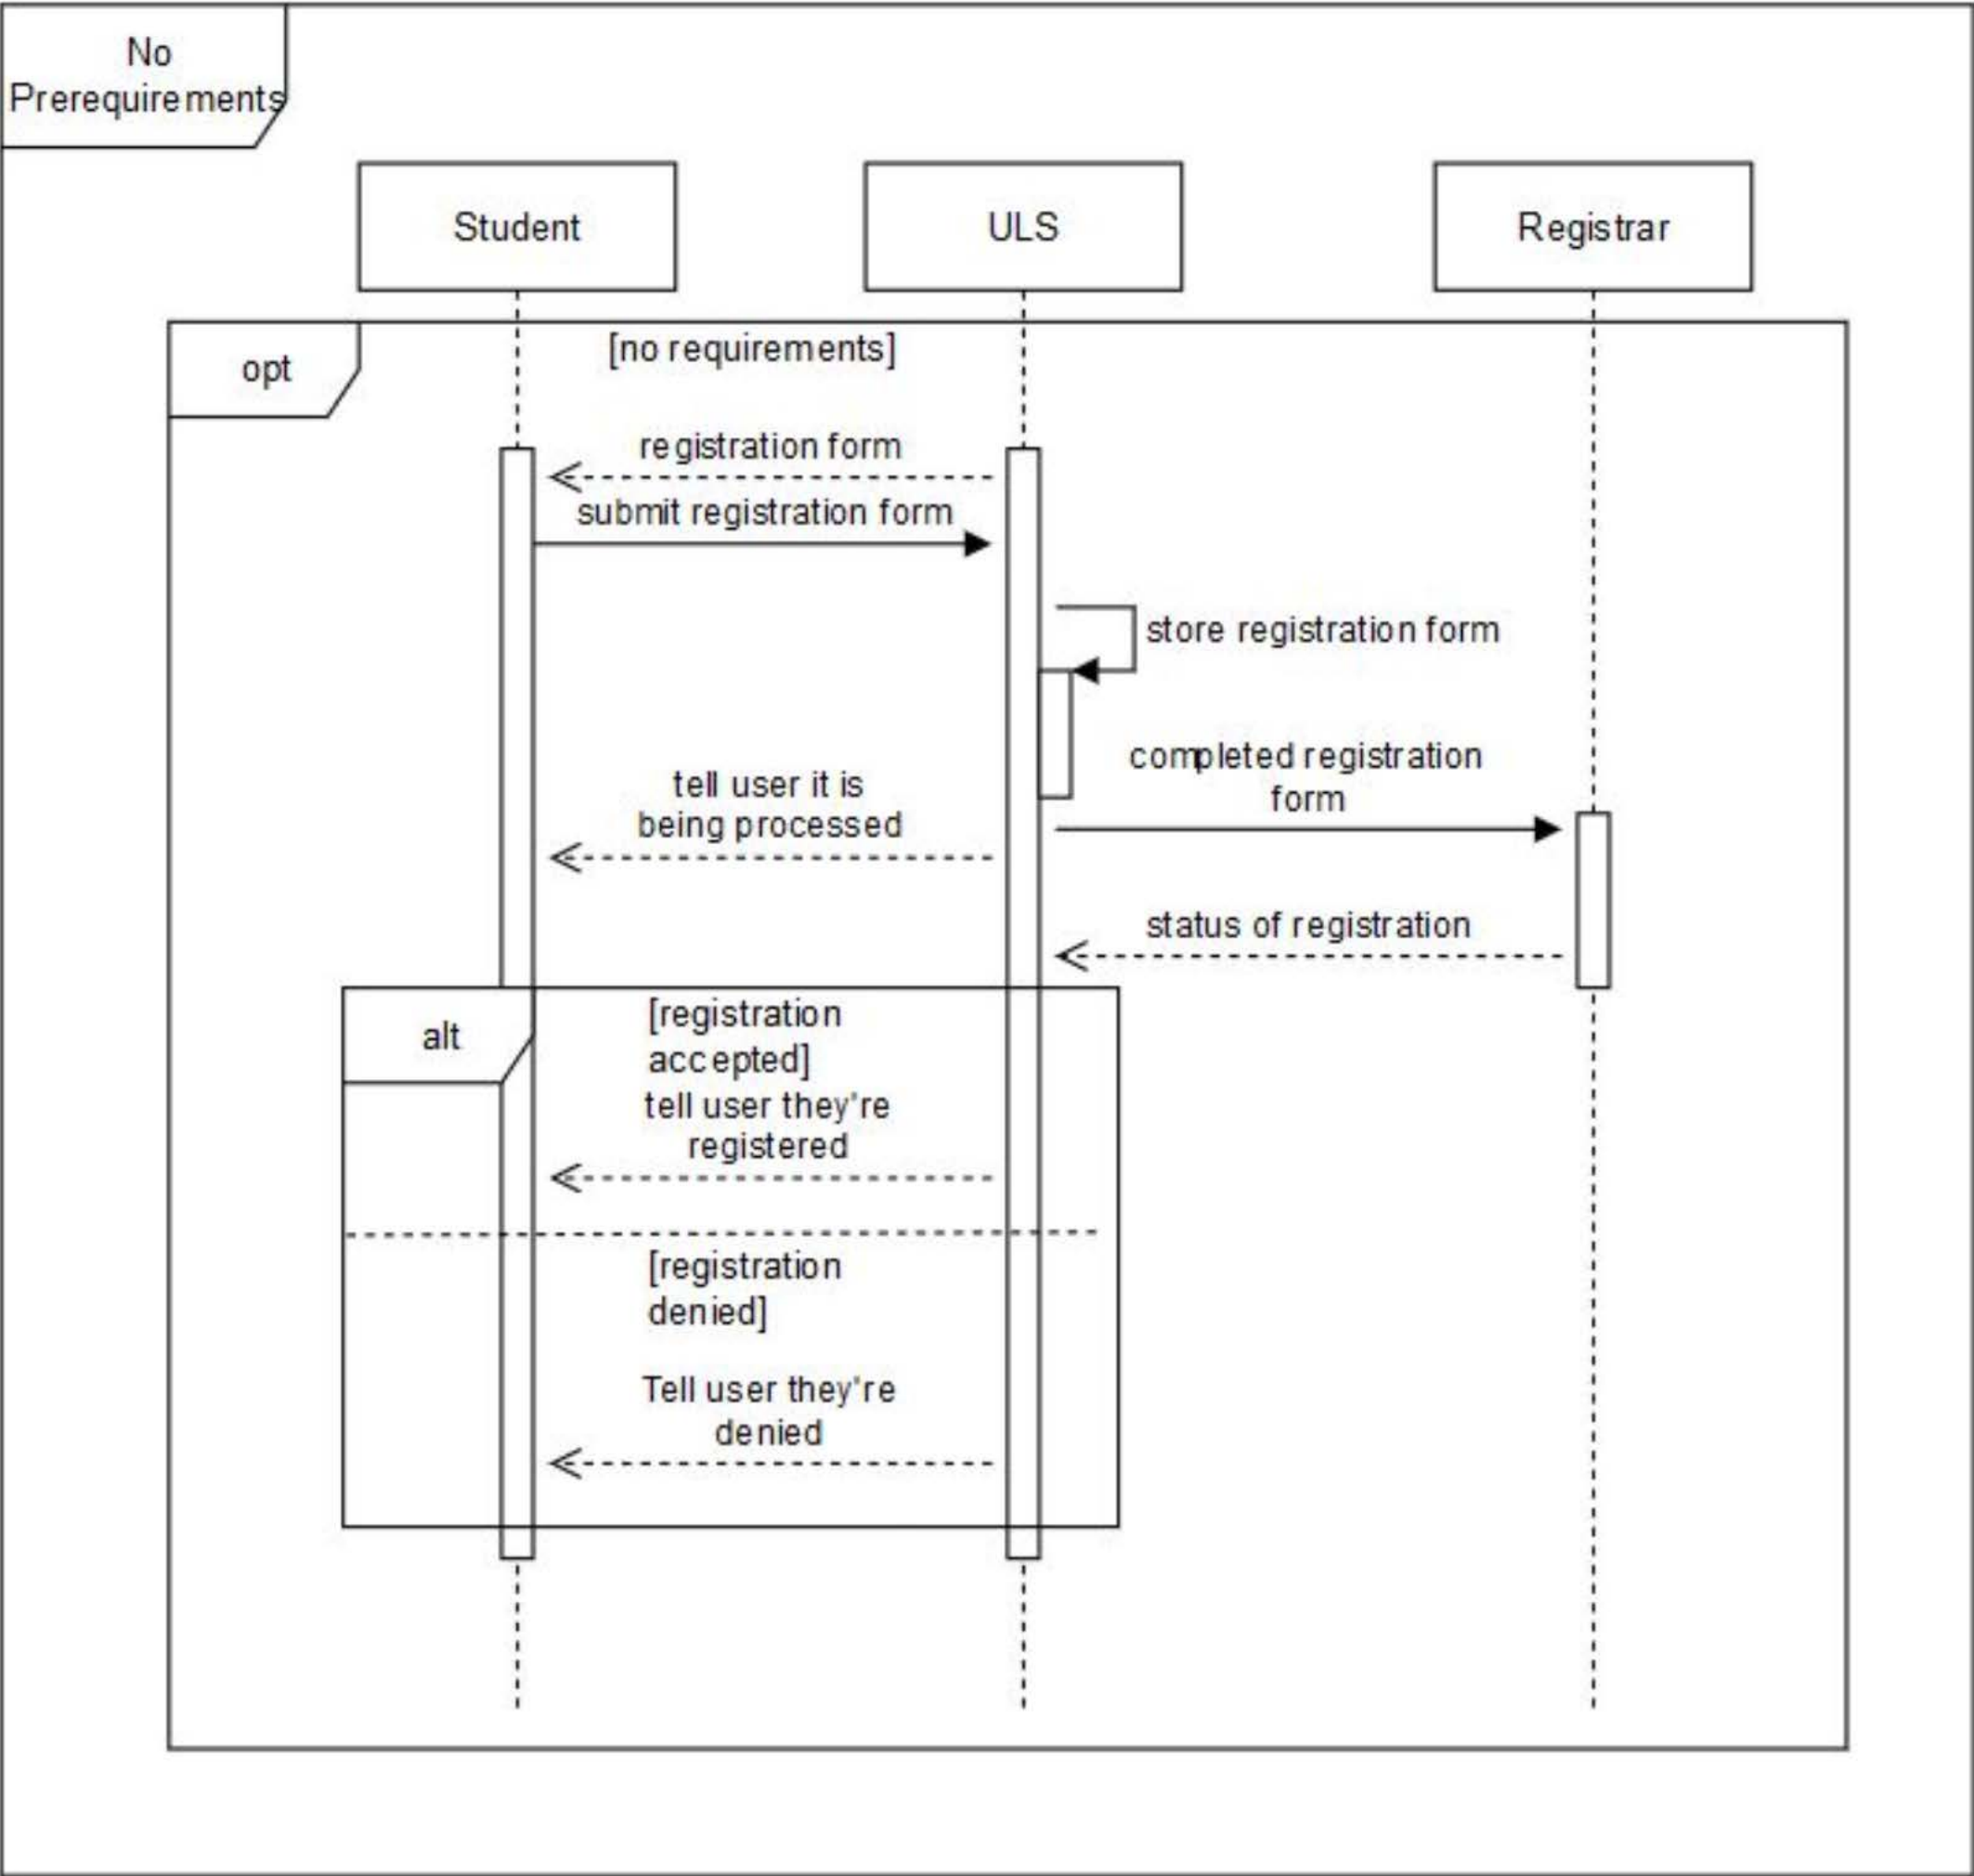 No
Prerequirements
Student
ULS
Registrar
opt
[no requirements]
registration form
submit registration form
store registration form
completed registration
form
tell user it is
being processed
status of registration
alt
[registration
accepted]
tell user they're
registered
[registration
denied]
Tell user they're
denied